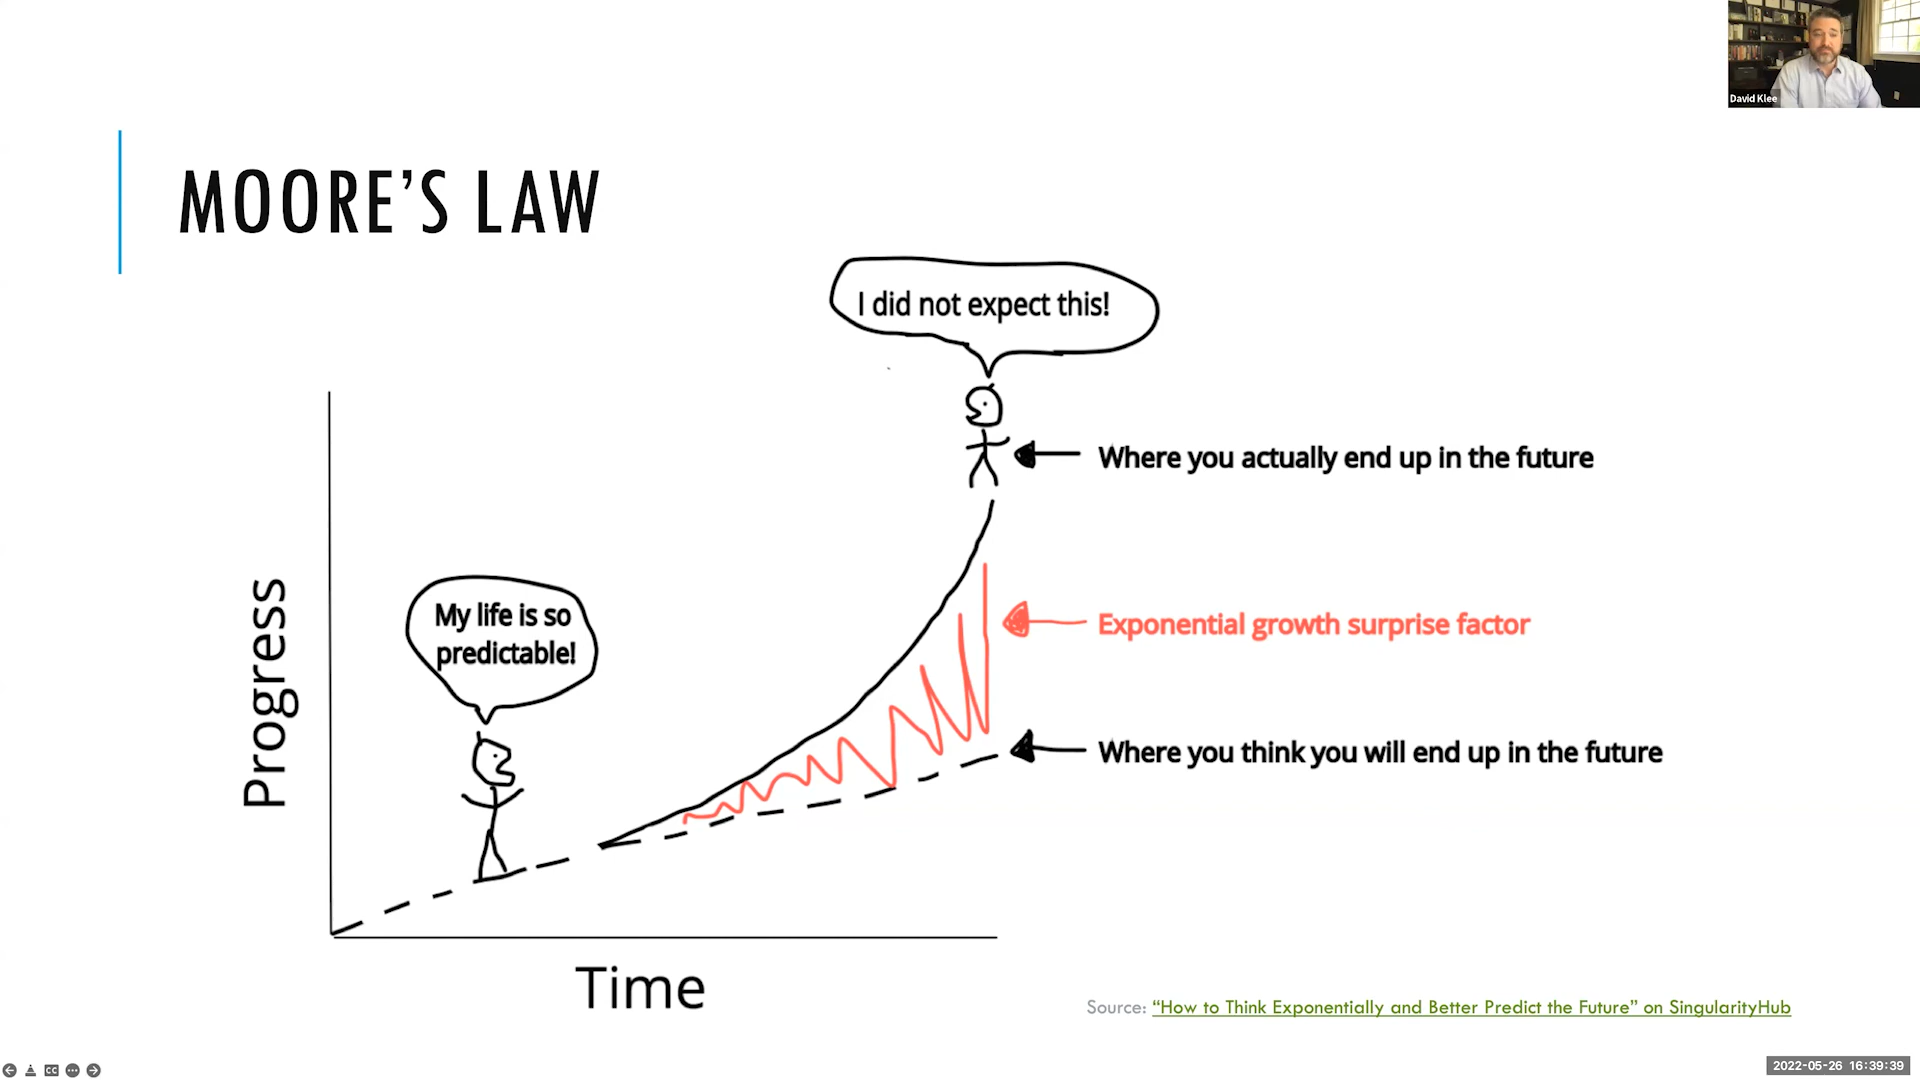 David Klee
MOORE'S LAW
I did not expect this!
Where you actually end up in the future
My life is so
predictable!
Exponential growth surprise factor
Where you think you will end up in the future
Progress
Time
Source: “How to Think Exponentially and Better Predict the Future” on SingularityHub
CC
2022-05-26 16:39:39